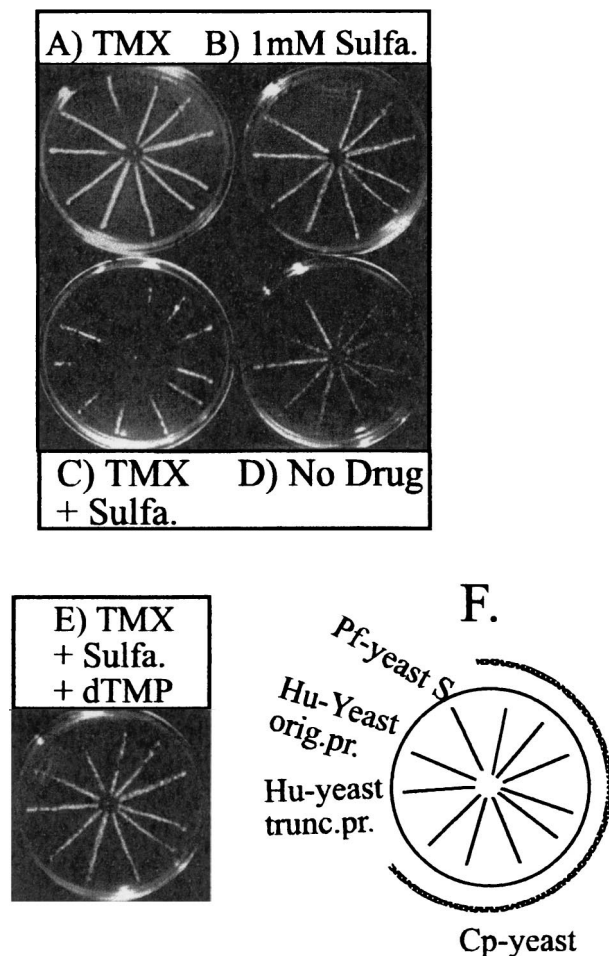 A) TMX B) 1mM Sulfa.
C) TMX D) No Drug
+ Sulfa.
E) TMX
+ Sulfa.
+ dTMP
F.
Pf-yeast S
Hu-Yeast
orig.pr.
Hu-yeast
trunc.pr.
Cp-yeast